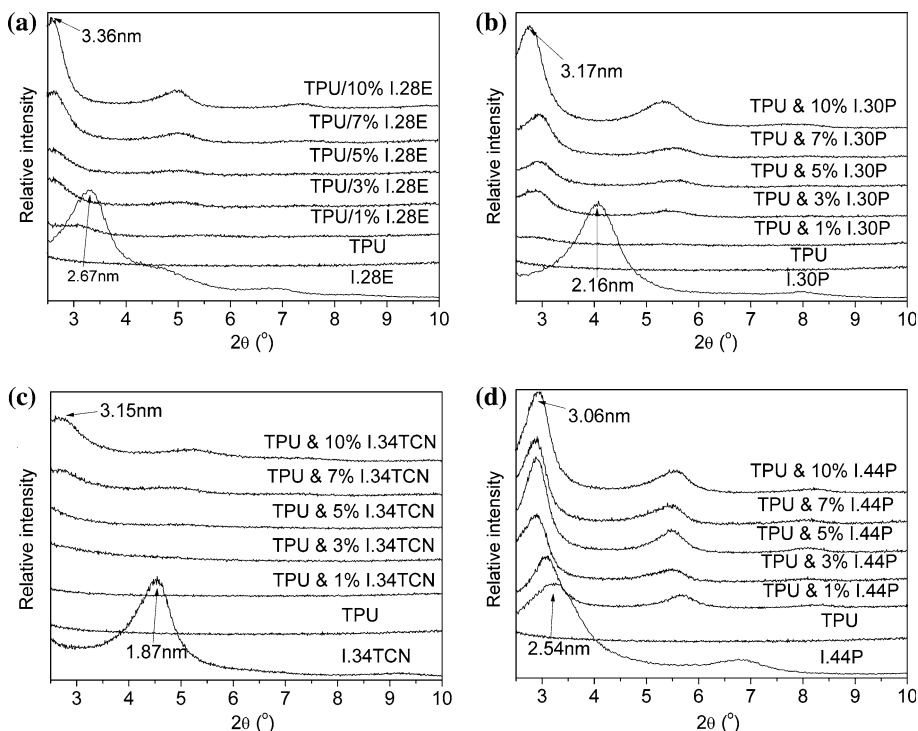 (a)
3.36nm
TPU/10% I.28E
TPU/7% I.28E
TPU/5% I.28E
TPU/3% I.28E
TPU/1% I.28E
TPU
2.67nm
I.28E
Relative intensity
3 4 5 6 7 8 9 10
2θ (°)
(b)
3.17nm
TPU & 10% I.30P
TPU & 7% I.30P
TPU & 5% I.30P
TPU & 3% I.30P
TPU & 1% I.30P
TPU
2.16nm
I.30P
Relative intensity
3 4 5 6 7 8 9 10
2θ (°)
(c)
3.15nm
TPU & 10% I.34TCN
TPU & 7% I.34TCN
TPU & 5% I.34TCN
TPU & 3% I.34TCN
TPU & 1% I.34TCN
TPU
1.87nm
I.34TCN
Relative intensity
3 4 5 6 7 8 9 10
2θ (°)
(d)
3.06nm
TPU & 10% I.44P
TPU & 7% I.44P
TPU & 5% I.44P
TPU & 3% I.44P
TPU & 1% I.44P
TPU
2.54nm
I.44P
Relative intensity
3 4 5 6 7 8 9 10
2θ (°)